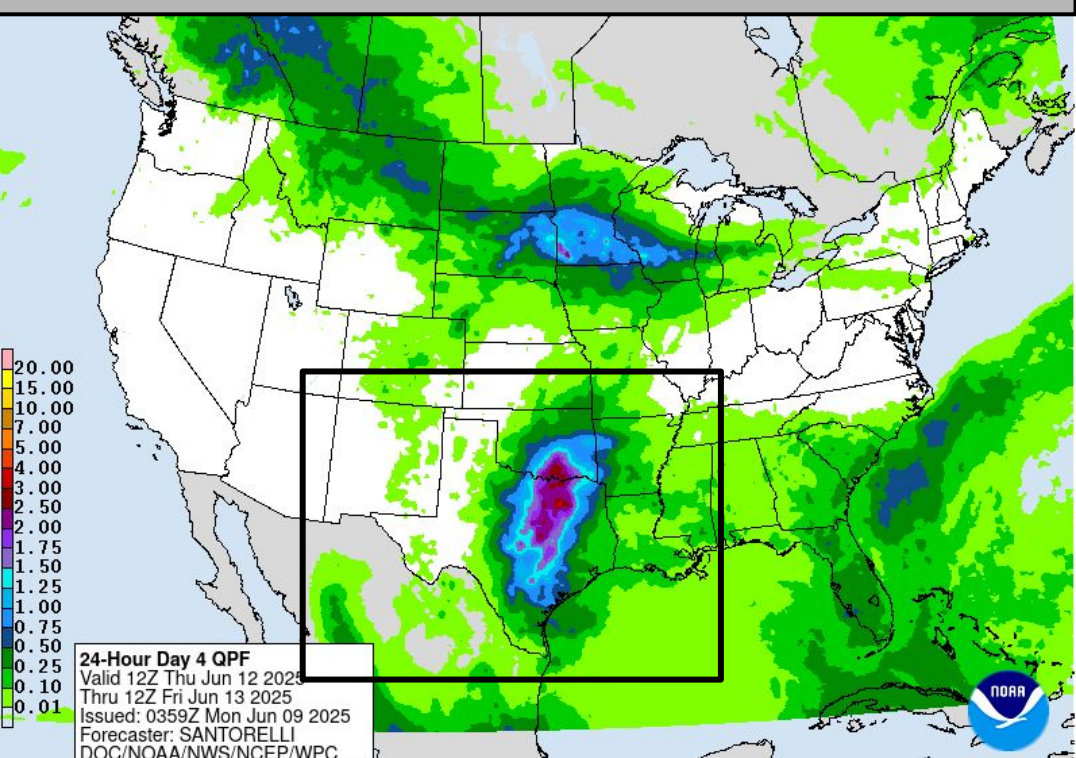 20.00
15.00
10.00
7.00
5.00
4.00
3.00
2.50
2.00
1.75
1.50
1.25
1.00
0.75
0.50
0.25
0.10
0.01
24-Hour Day 4 QPF
Valid 12Z Thu Jun 12 2025
Thru 12Z Fri Jun 13 2025
Issued: 0359Z Mon Jun 09 2025
Forecaster: SANTORELLI
DOC/NOAA/NWS/NCEP/WPC
NOAA